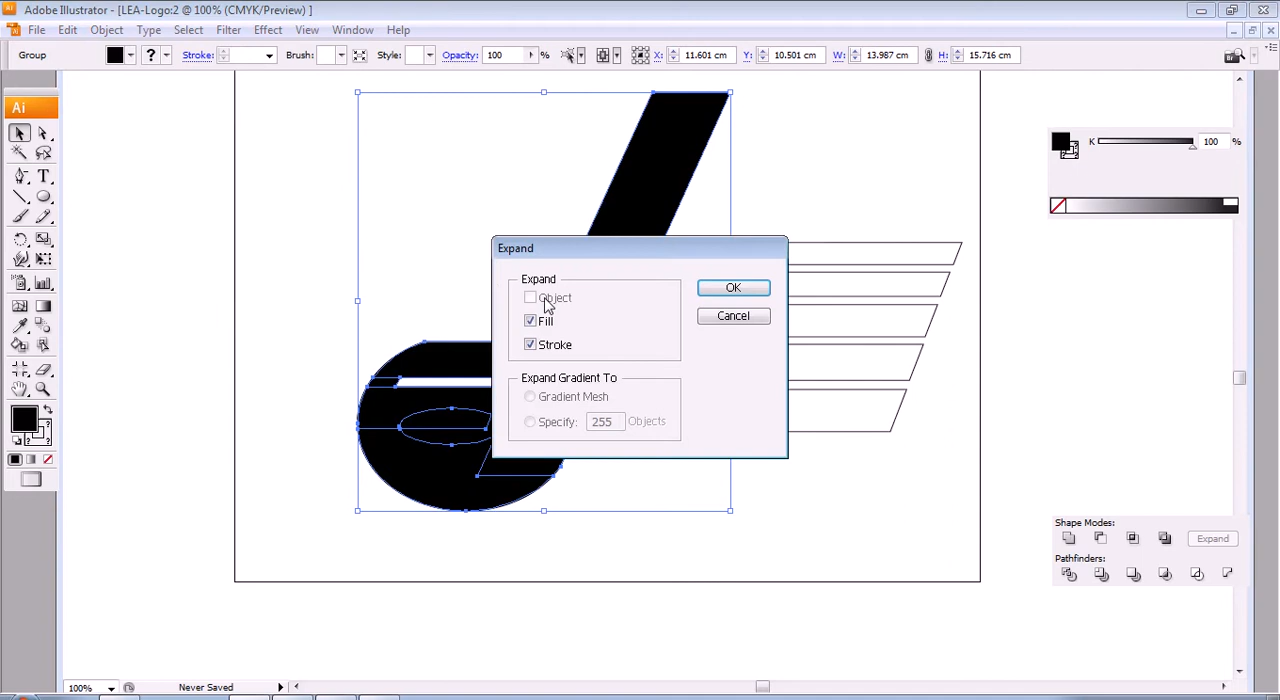 Adobe Illustrator - [LEA-Logo:2 @ 100% (CMYK/Preview) ]
File Edit Object Type Select Filter Effect View Window Help
Group ? Stroke: Brush: Style: Opacity: 100 % X: 11.601 cm Y: 10.501 cm W: 13.987 cm H: 15.716 cm Br
Ai
K 100 %
T
Expand
Expand
Object
Fill
Stroke
OK
Cancel
Expand Gradient To
Gradient Mesh
Specify: 255 Objects
Shape Modes:
Expand
Pathfinders:
100% Never Saved